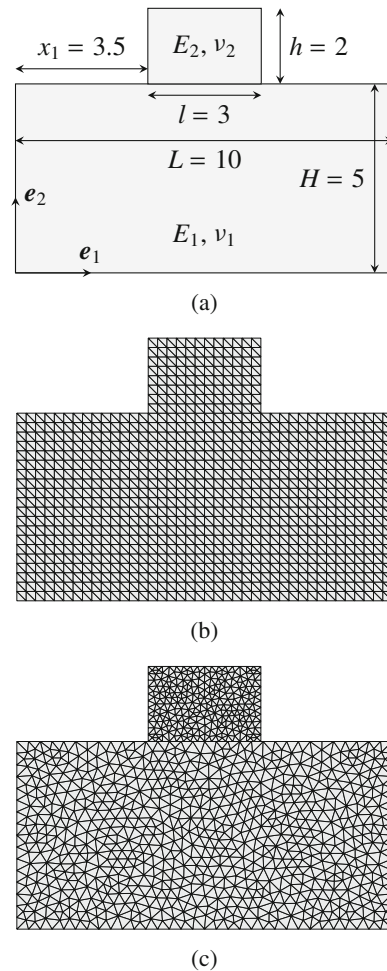 x₁ = 3.5
E₂, ν₂
h = 2
l = 3
L = 10
H = 5
e₂
E₁, ν₁
e₁
(a)
(b)
(c)